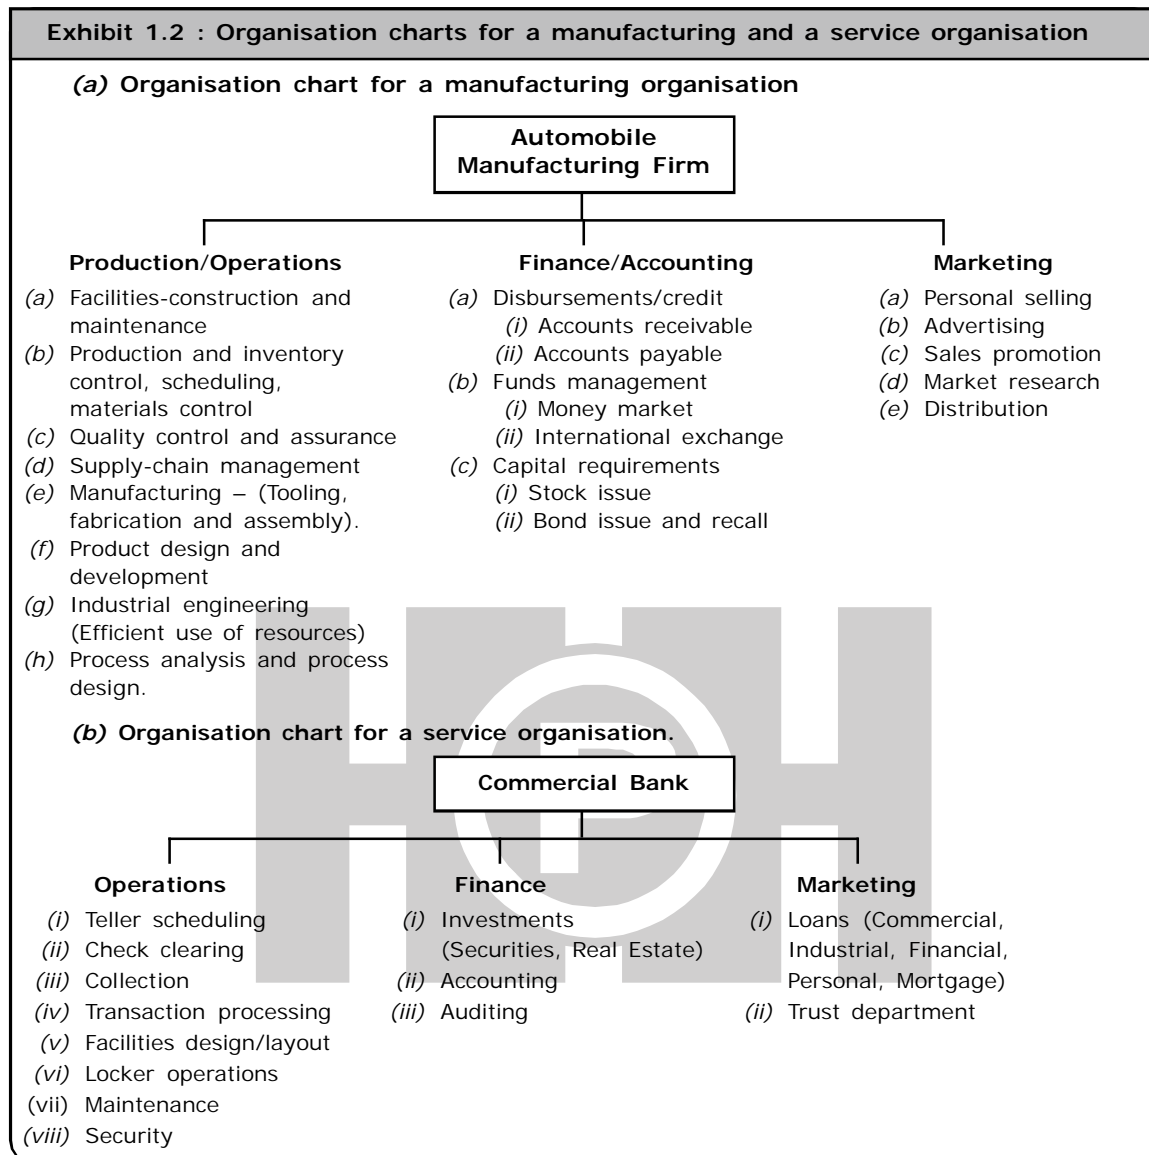 Exhibit 1.2 : Organisation charts for a manufacturing and a service organisation
(a) Organisation chart for a manufacturing organisation
Automobile
Manufacturing Firm
Production/Operations
(a) Facilities-construction and
maintenance
(b) Production and inventory
control, scheduling,
materials control
(c) Quality control and assurance
(d) Supply-chain management
(e) Manufacturing – (Tooling,
fabrication and assembly).
(f) Product design and
development
(g) Industrial engineering
(Efficient use of resources)
(h) Process analysis and process
design.
Finance/Accounting
(a) Disbursements/credit
(i) Accounts receivable
(ii) Accounts payable
(b) Funds management
(i) Money market
(ii) International exchange
(c) Capital requirements
(i) Stock issue
(ii) Bond issue and recall
Marketing
(a) Personal selling
(b) Advertising
(c) Sales promotion
(d) Market research
(e) Distribution
(b) Organisation chart for a service organisation.
Commercial Bank
Operations
(i) Teller scheduling
(ii) Check clearing
(iii) Collection
(iv) Transaction processing
(v) Facilities design/layout
(vi) Locker operations
(vii) Maintenance
(viii) Security
Finance
(i) Investments
(Securities, Real Estate)
(ii) Accounting
(iii) Auditing
Marketing
(i) Loans (Commercial,
Industrial, Financial,
Personal, Mortgage)
(ii) Trust department
HPH